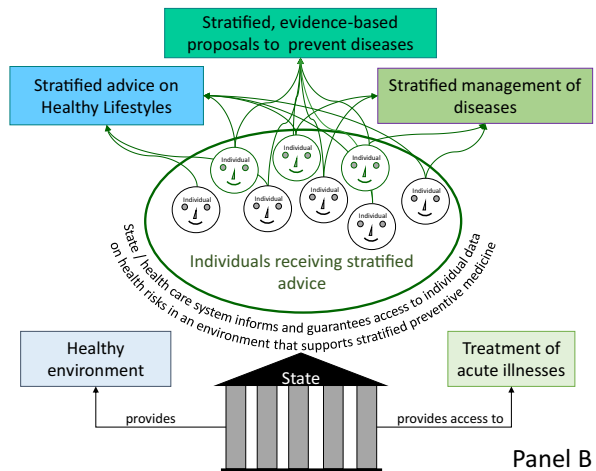 Stratified, evidence-based
proposals to prevent diseases
Stratified advice on
Healthy Lifestyles
Stratified management of
diseases
Individual
Individual
Individual
Individual
Individual
Individual
Individual
Individual
Individuals receiving stratified
advice
State / health care system informs and guarantees access to individual data
on health risks in an environment that supports stratified preventive medicine
Healthy
environment
State
Treatment of
acute illnesses
provides
provides access to
Panel B